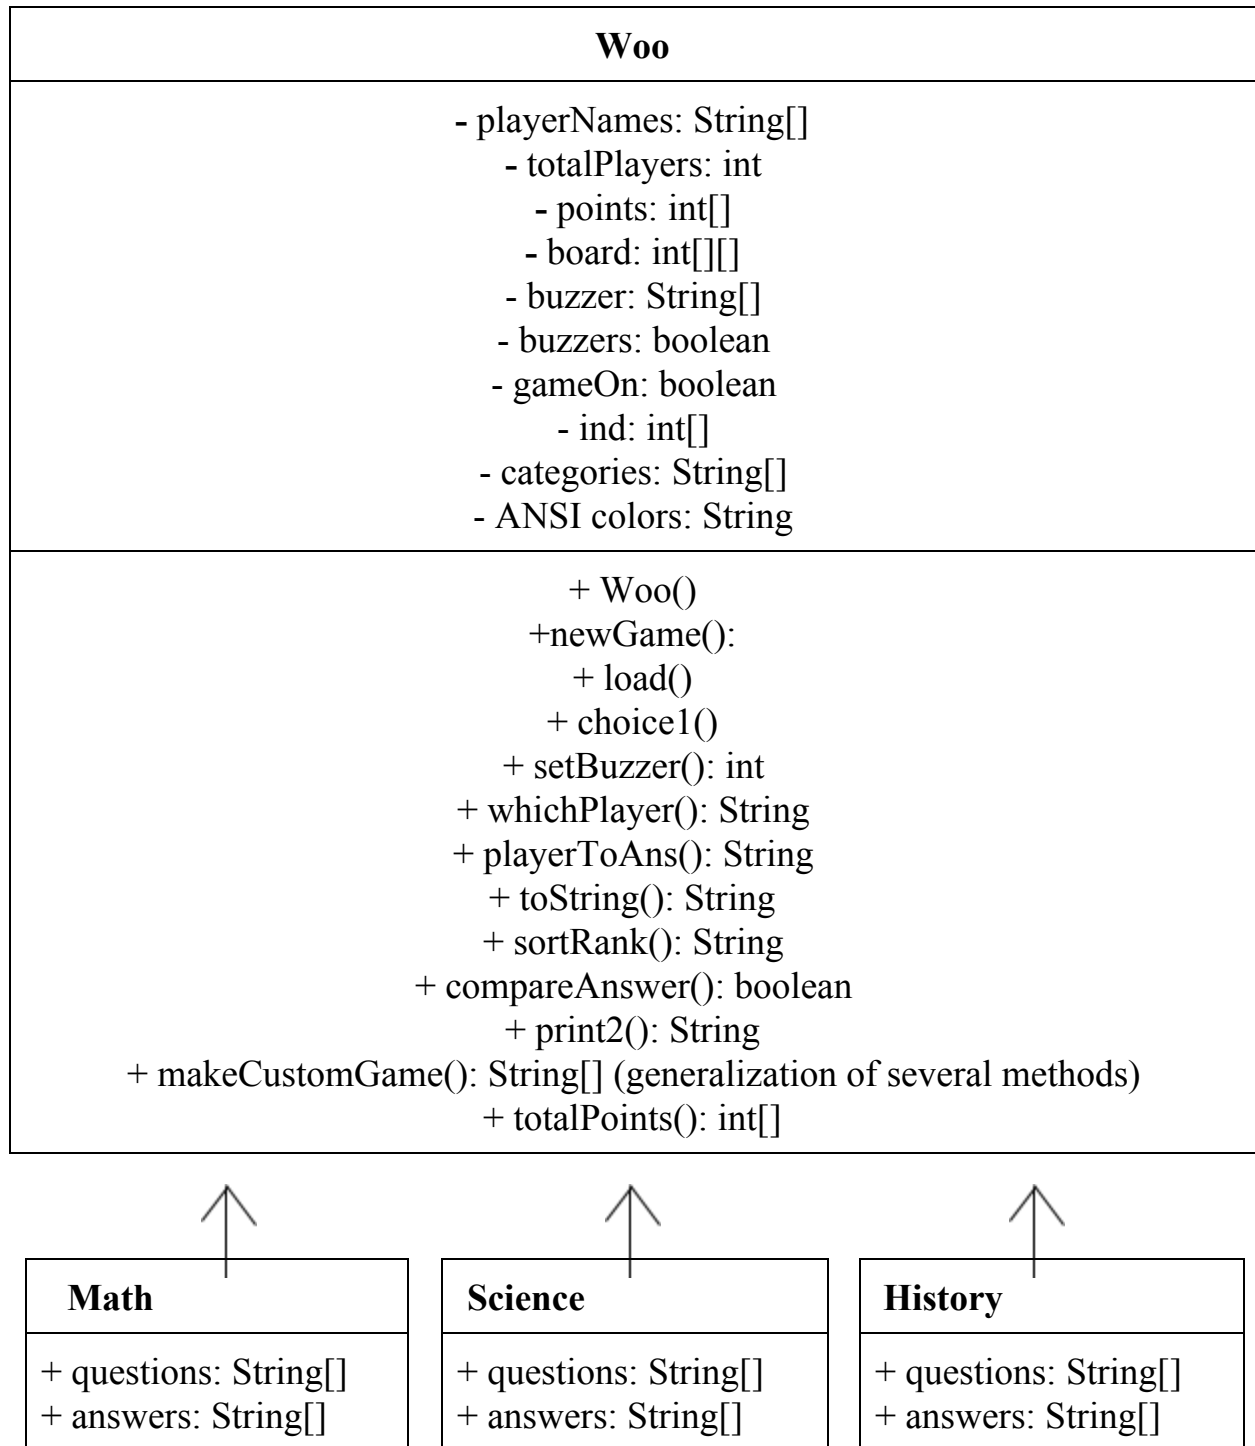 Woo
- playerNames: String[]
- totalPlayers: int
- points: int[]
- board: int[][]
- buzzer: String[]
- buzzers: boolean
- gameOn: boolean
- ind: int[]
- categories: String[]
- ANSI colors: String
+ Woo()
+newGame():
+ load()
+ choice1()
+ setBuzzer(): int
+ whichPlayer(): String
+ playerToAns(): String
+ toString(): String
+ sortRank(): String
+ compareAnswer(): boolean
+ print2(): String
+ makeCustomGame(): String[] (generalization of several methods)
+ totalPoints(): int[]
Math
+ questions: String[]
+ answers: String[]
Science
+ questions: String[]
+ answers: String[]
History
+ questions: String[]
+ answers: String[]